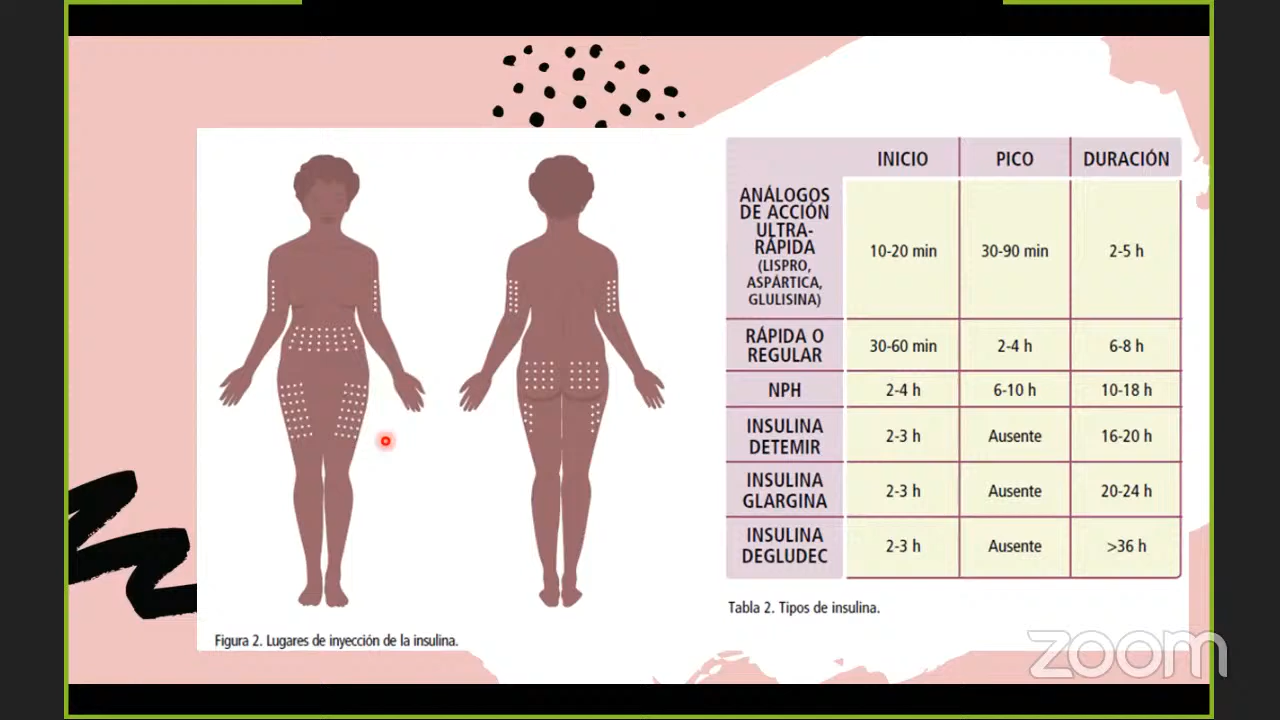 INICIO PICO DURACIÓN
ANÁLOGOS
DE ACCIÓN
ULTRA-
RÁPIDA
(LISPRO,
ASPÁRTICA,
GLULISINA)
10-20 min 30-90 min 2-5 h
RÁPIDA O
REGULAR
30-60 min 2-4 h 6-8 h
NPH 2-4 h 6-10 h 10-18 h
INSULINA
DETEMIR
2-3 h Ausente 16-20 h
INSULINA
GLARGINA
2-3 h Ausente 20-24 h
INSULINA
DEGLUDEC
2-3 h Ausente >36 h
Tabla 2. Tipos de insulina.
Figura 2. Lugares de inyección de la insulina.
zoom